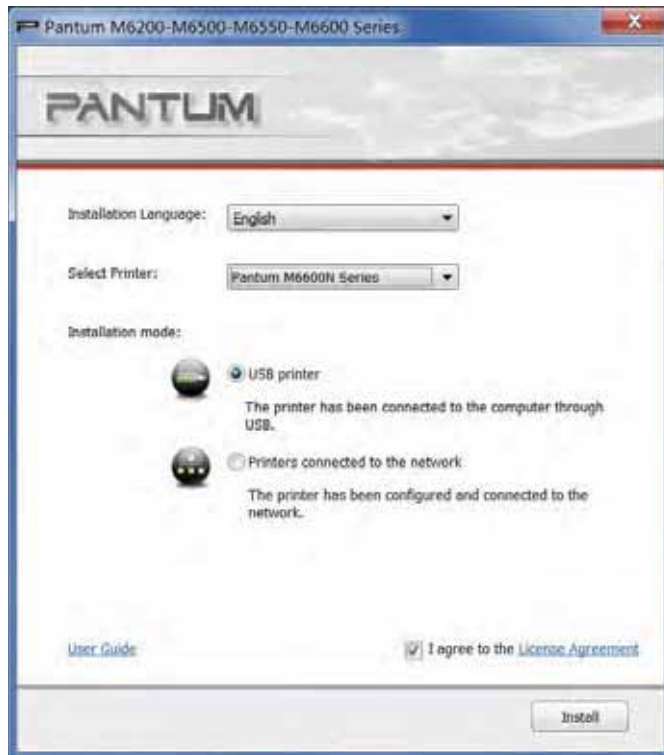 Pantum M6200-M6500-M6550-M6600 Series
PANTUM
Installation Language:
English
Select Printer:
Pantum M6600N Series
Installation mode:
USB printer
The printer has been connected to the computer through
USB.
Printers connected to the network
The printer has been configured and connected to the
network.
User Guide
I agree to the License Agreement
Install